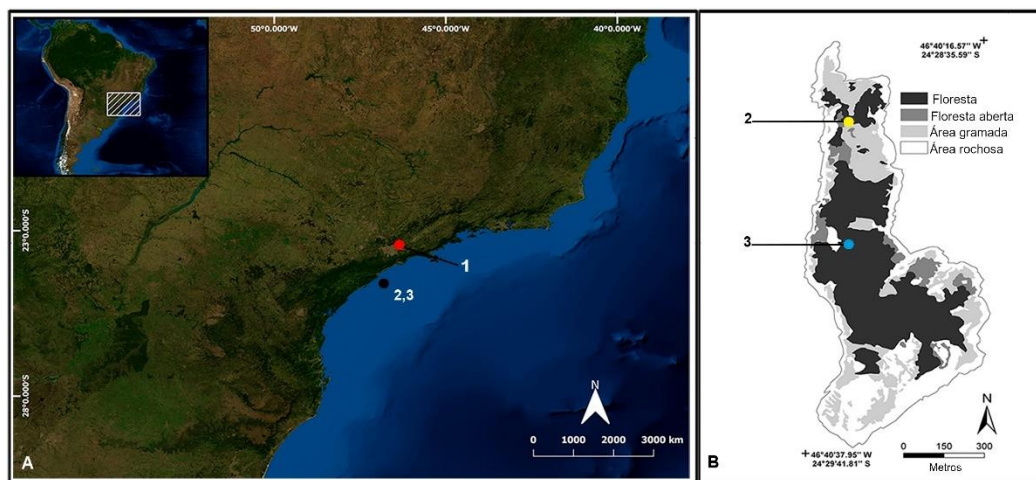 50°0.000'W
45°0.000'W
40°0.000'W
23°0.000'S
28°0.000'S
1
2,3
N
0 1000 2000 3000 km
A
46°40'16.57" W
24°28'35.59" S
Floresta
Floresta aberta
Área gramada
Área rochosa
2
3
N
46°40'37.95" W
24°29'41.81" S
0 150 300
Metros
B